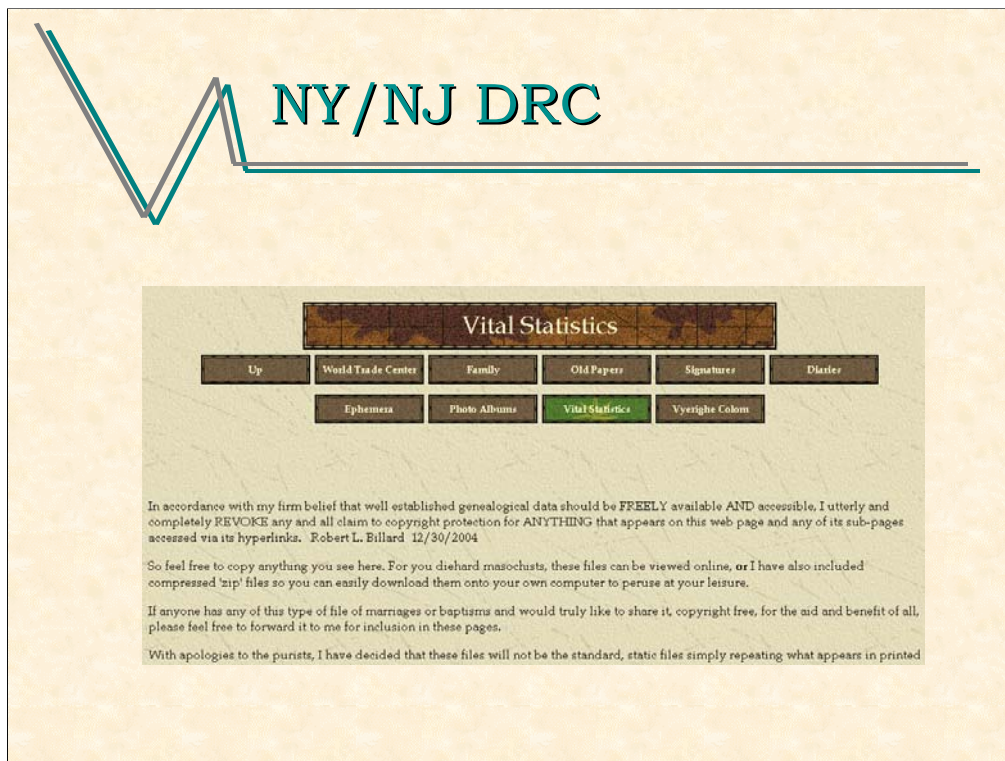 NY/NJ DRC
Vital Statistics
Up World Trade Center Family Old Papers Signatures Diaries
Ephemera Photo Albums Vital Statistics Vyerighe Colom
In accordance with my firm belief that well established genealogical data should be FREELY available AND accessible, I utterly and
completely REVOKE any and all claim to copyright protection for ANYTHING that appears on this web page and any of its sub-pages
accessed via its hyperlinks. Robert L. Billard 12/30/2004
So feel free to copy anything you see here. For you diehard masochists, these files can be viewed online, or I have also included
compressed 'zip' files so you can easily download them onto your own computer to peruse at your leisure.
If anyone has any of this type of file of marriages or baptisms and would truly like to share it, copyright free, for the aid and benefit of all,
please feel free to forward it to me for inclusion in these pages.
With apologies to the purists, I have decided that these files will not be the standard, static files simply repeating what appears in printed